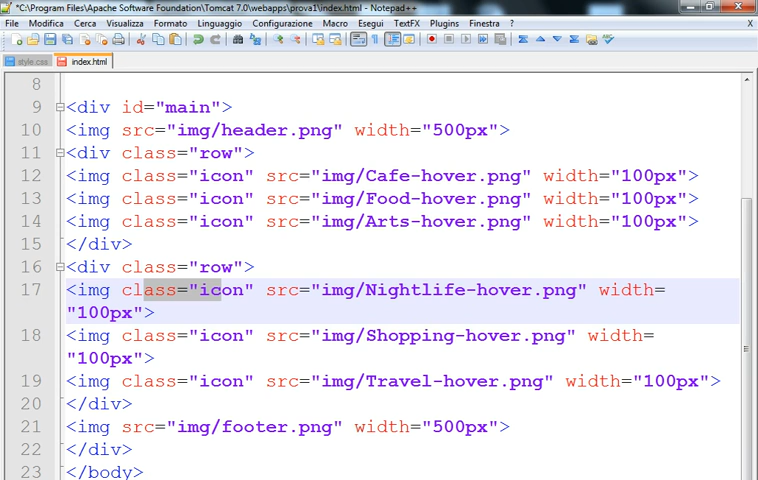 *C:\Program Files\Apache Software Foundation\Tomcat 7.0\webapps\prova1\index.html - Notepad++
File Modifica Cerca Visualizza Formato Linguaggio Configurazione Macro Esegui TextFX Plugins Finestra ? X
style.css index.html
8
9 <div id="main">
10 <img src="img/header.png" width="500px">
11 <div class="row">
12 <img class="icon" src="img/Cafe-hover.png" width="100px">
13 <img class="icon" src="img/Food-hover.png" width="100px">
14 <img class="icon" src="img/Arts-hover.png" width="100px">
15 </div>
16 <div class="row">
17 <img class="icon" src="img/Nightlife-hover.png" width=
"100px">
18 <img class="icon" src="img/Shopping-hover.png" width=
"100px">
19 <img class="icon" src="img/Travel-hover.png" width="100px">
20 </div>
21 <img src="img/footer.png" width="500px">
22 </div>
23 </body>